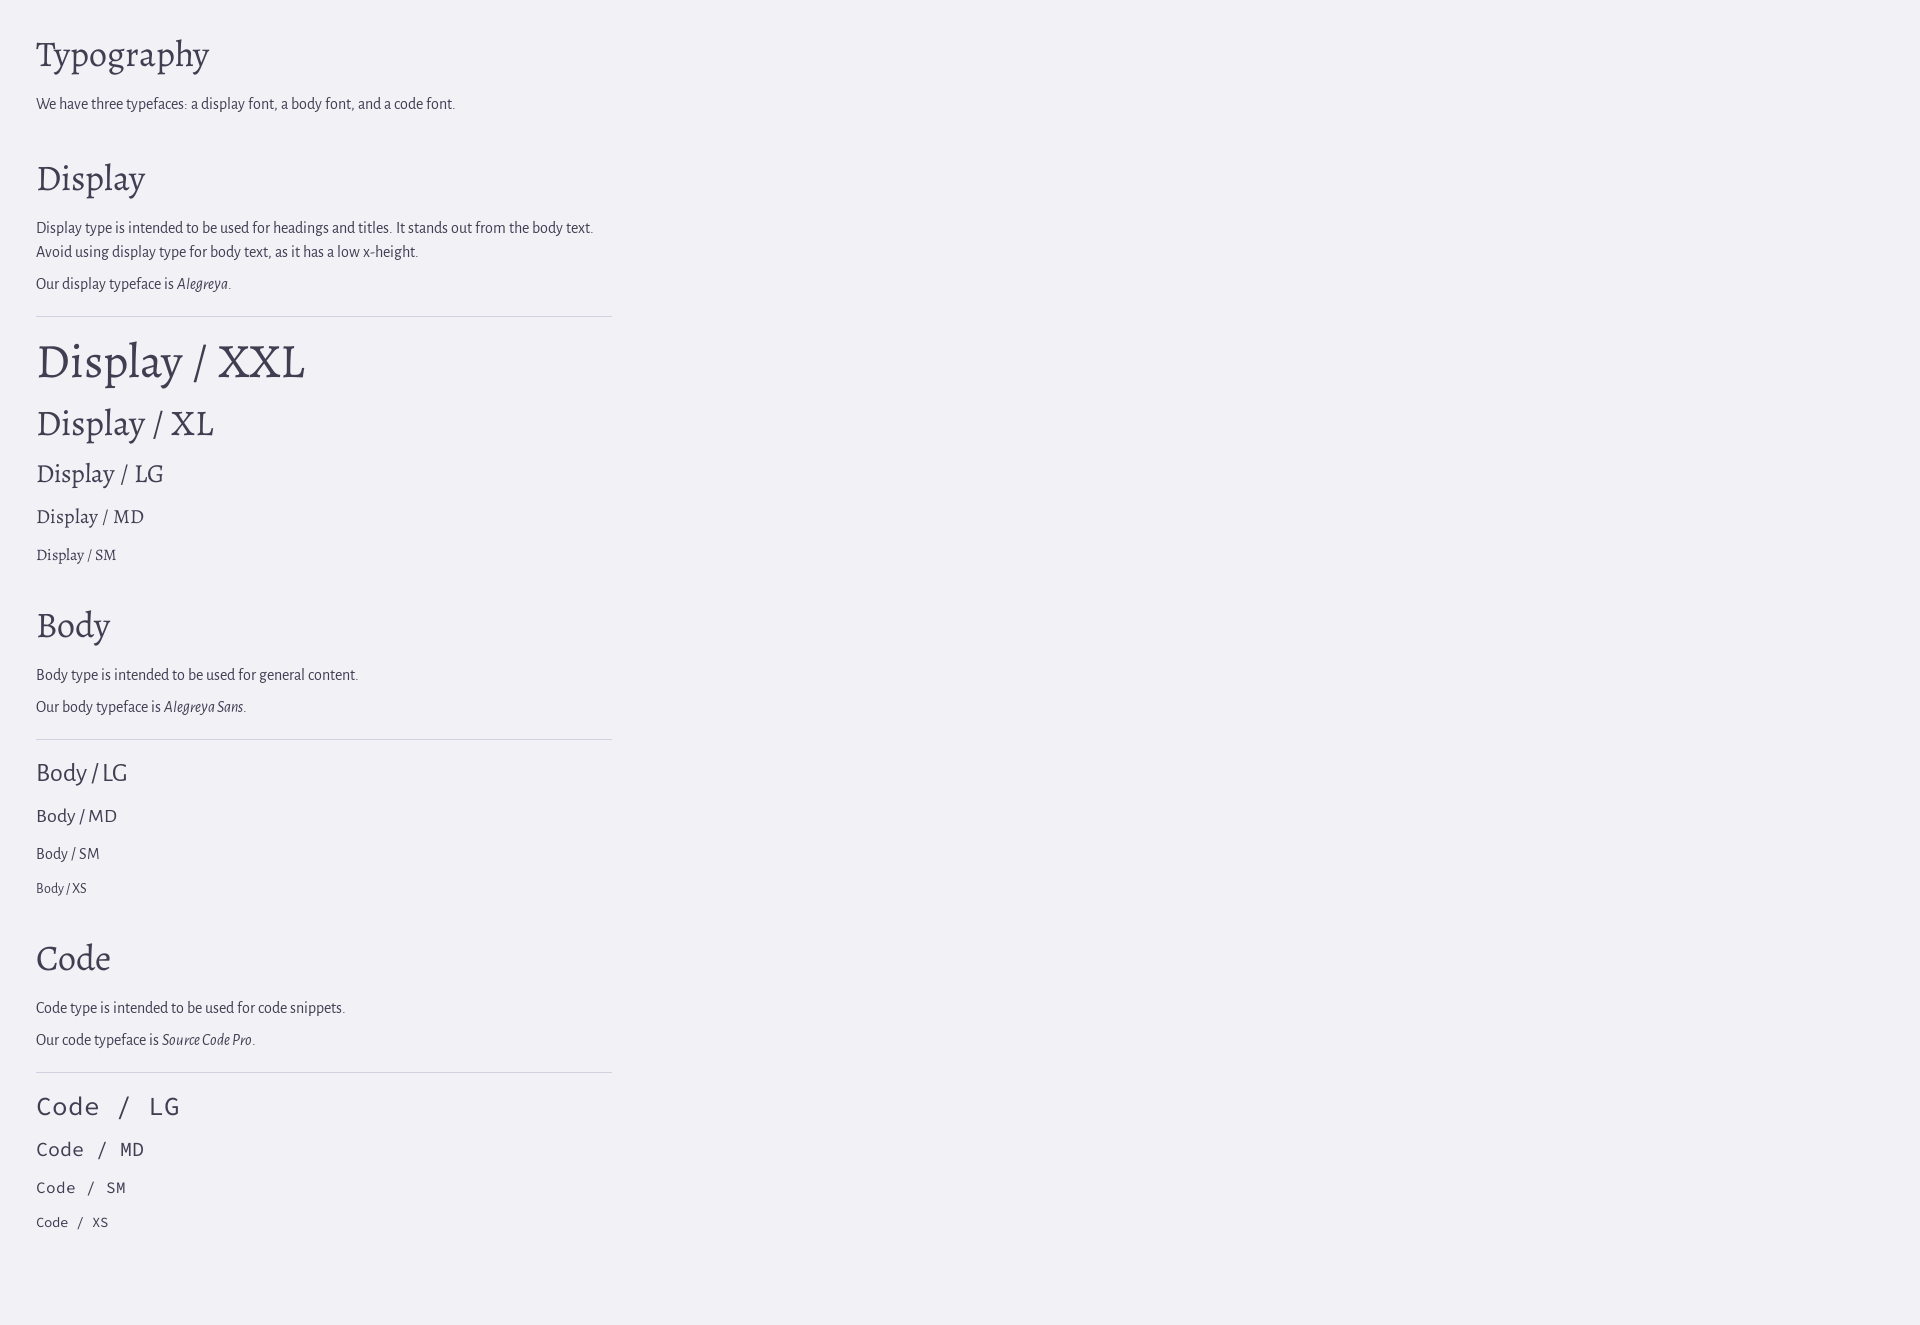 Typography
We have three typefaces: a display font, a body font, and a code font.
Display
Display type is intended to be used for headings and titles. It stands out from the body text.
Avoid using display type for body text, as it has a low x-height.
Our display typeface is Alegreya.
Display / XXL
Display / XL
Display / LG
Display / MD
Display / SM
Body
Body type is intended to be used for general content.
Our body typeface is Alegreya Sans.
Body / LG
Body / MD
Body / SM
Body / XS
Code
Code type is intended to be used for code snippets.
Our code typeface is Source Code Pro.
Code / LG
Code / MD
Code / SM
Code / XS